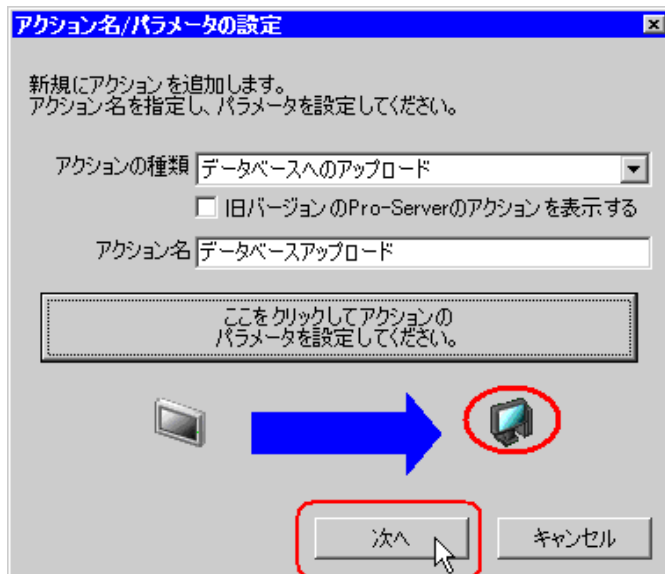 アクション名/パラメータの設定
新規にアクションを追加します。
アクション名を指定し、パラメータを設定してください。
アクションの種類 データベースへのアップロード
旧バージョンのPro-Serverのアクションを表示する
アクション名 データベースアップロード
ここをクリックしてアクションの
パラメータを設定してください。
次へ キャンセル